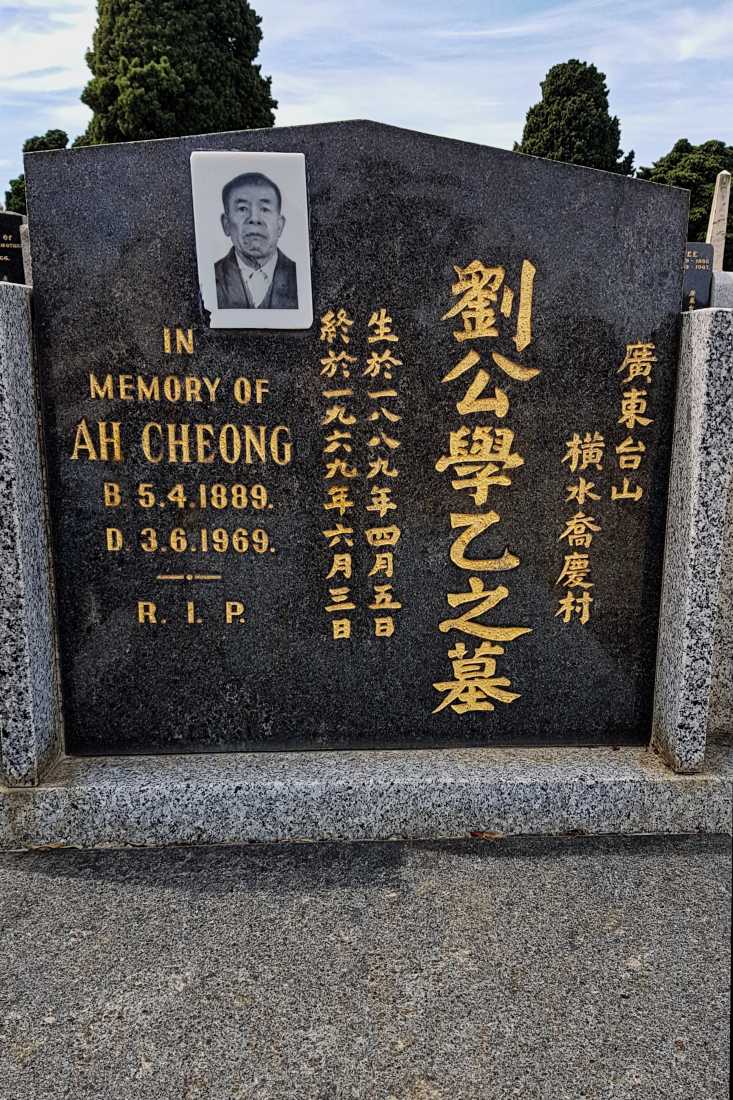 IN
MEMORY OF
AH CHEONG
B. 5.4.1889.
D. 3.6.1969.
R. I. P.
廣東台山
橫水喬慶村
劉公學乙之墓
生於一八八九年四月五日
終於一九六九年六月三日